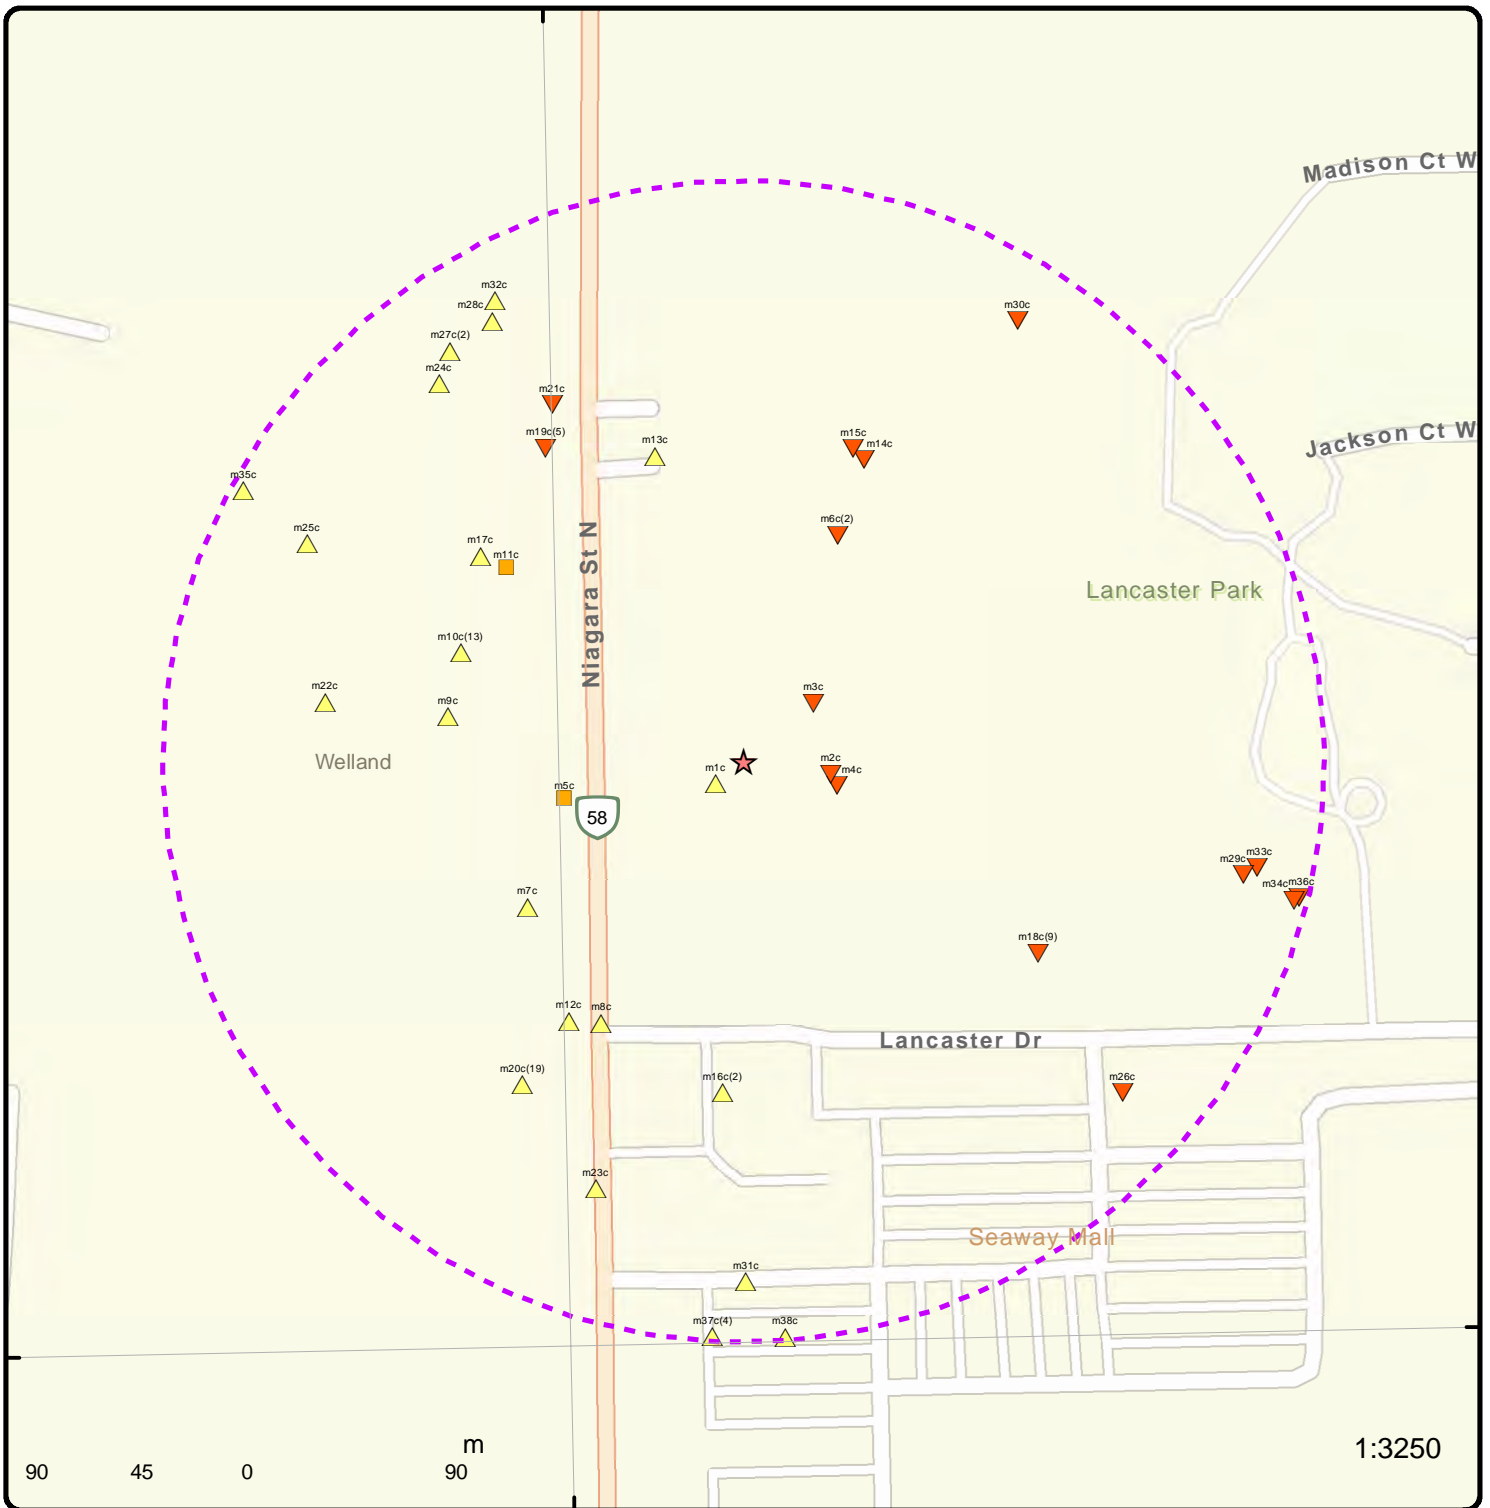 Madison Ct W
m32c
m28c
m30c
m27c(2)
m24c
m21c
m19c(5)
m13c
m15c
m14c
Jackson Ct W
m35c
m6c(2)
m25c
m17c
m11c
Niagara St N
Lancaster Park
m10c(13)
m22c
m9c
m3c
Welland
m1c
m2c
m4c
m5c
58
m33c
m29c
m34c
m36c
m7c
m18c(9)
m12c
m8c
Lancaster Dr
m20c(19)
m16c(2)
m26c
m23c
Seaway Mall
m31c
m37c(4)
m38c
m
1:3250
90 45 0 90